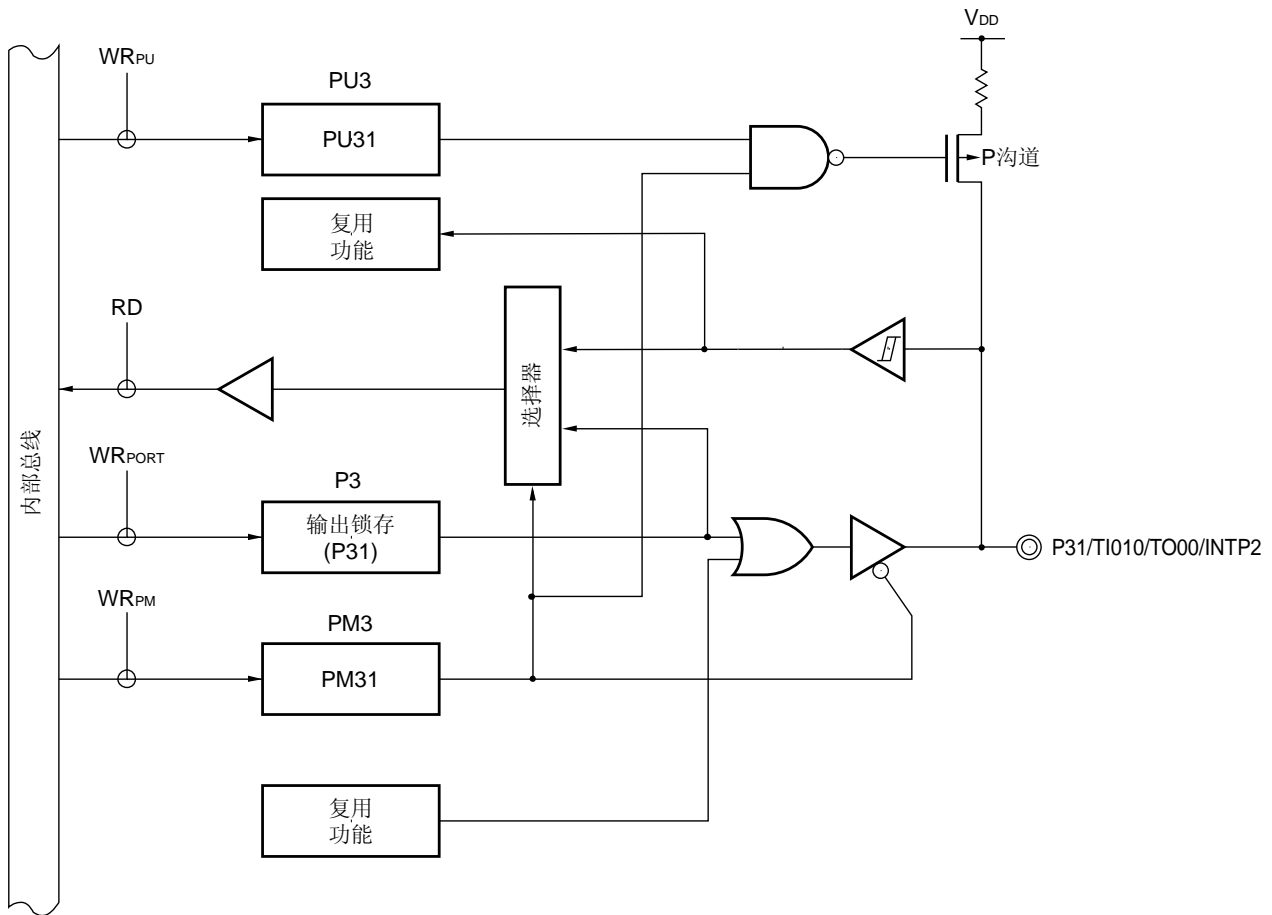 VDD
WRPU
PU3
PU31
P沟道
复用
功能
RD
选择器
内部总线
WRPORT
P3
输出锁存
(P31)
P31/TI010/TO00/INTP2
WRPM
PM3
PM31
复用
功能